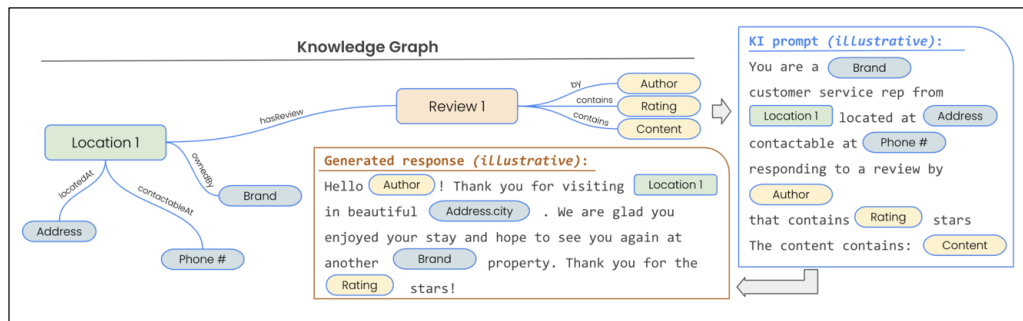 Knowledge Graph
Location 1
hasReview
Review 1
by
contains
contains
Author
Rating
Content
locatedAt
contactableAt
ownedBy
Address
Phone #
Brand
KI prompt (illustrative):
You are a Brand
customer service rep from
Location 1 located at Address
contactable at Phone #
responding to a review by
Author
that contains Rating stars
The content contains: Content
Generated response (illustrative):
Hello Author ! Thank you for visiting Location 1
in beautiful Address.city . We are glad you
enjoyed your stay and hope to see you again at
another Brand property. Thank you for the
Rating stars!